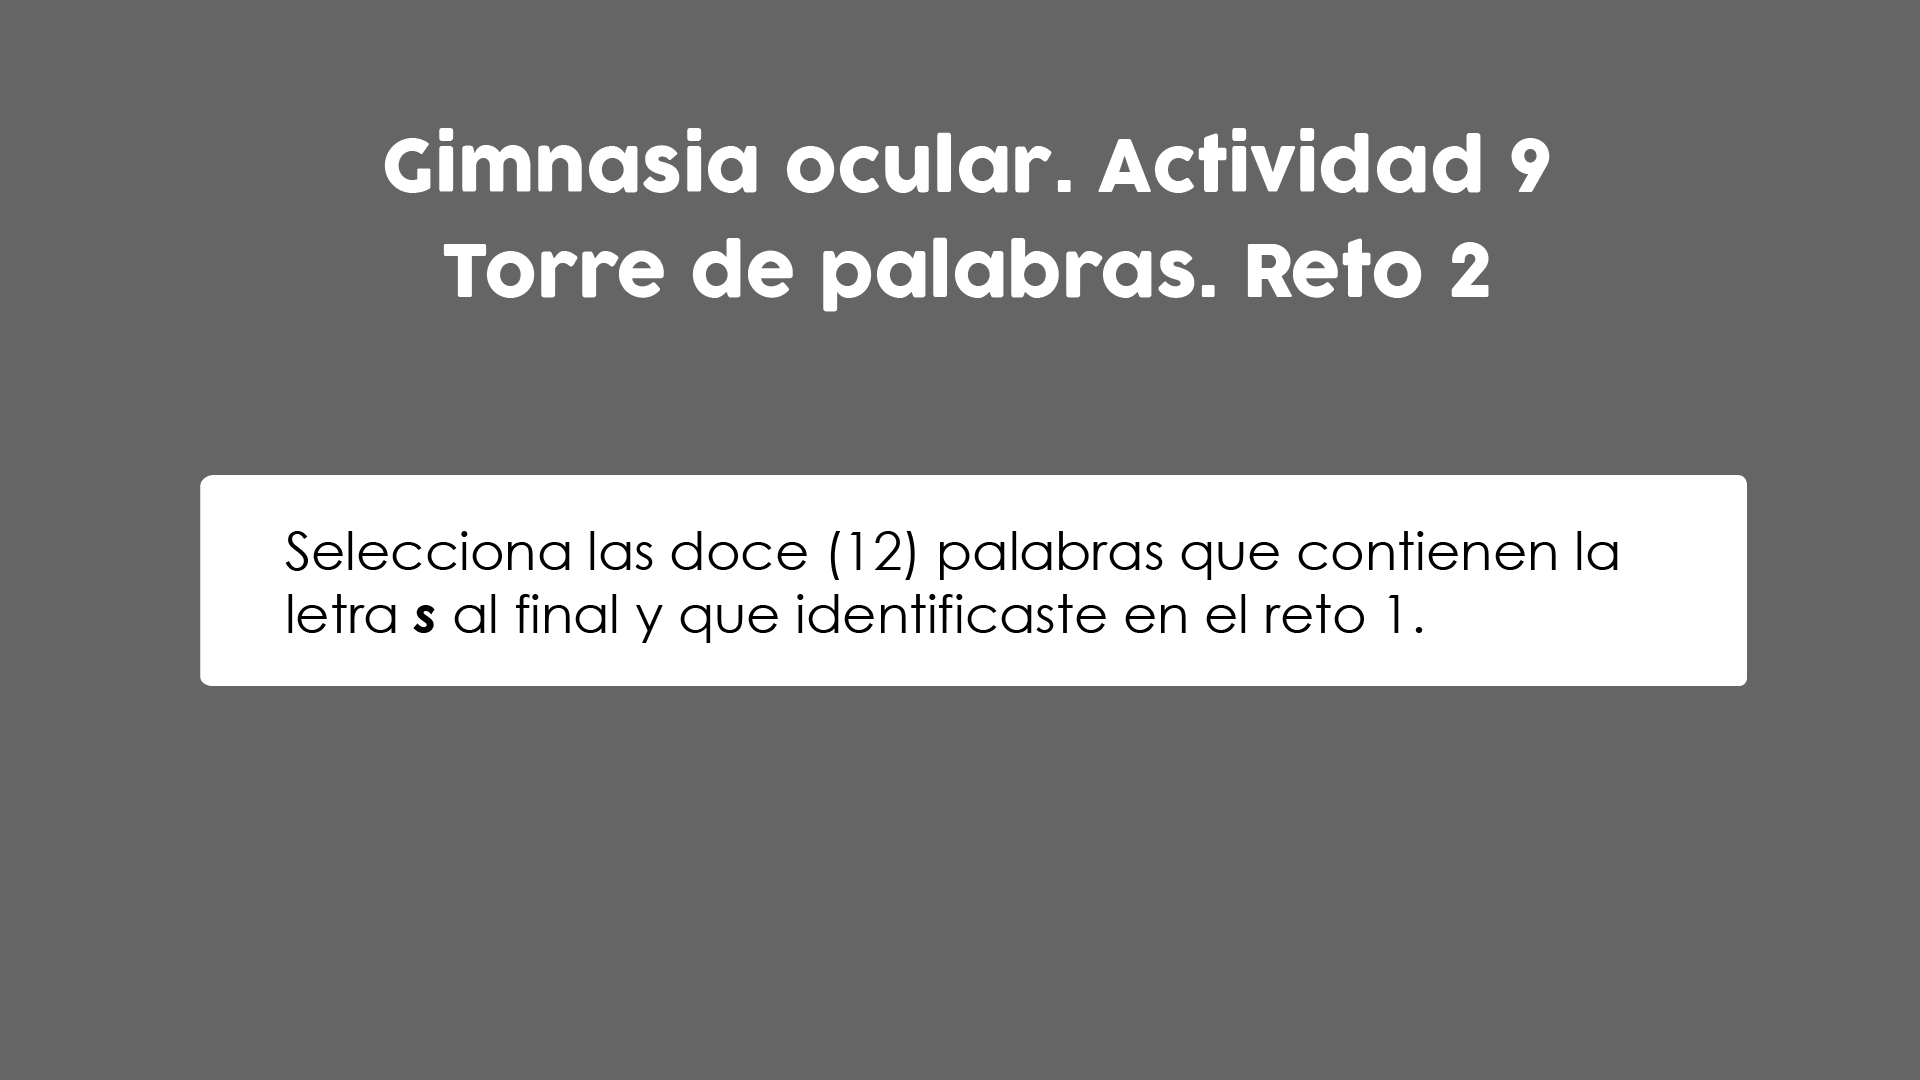 Gimnasia ocular. Actividad 9
Torre de palabras. Reto 2
Selecciona las doce (12) palabras que contienen la
letra s al final y que identificaste en el reto 1.